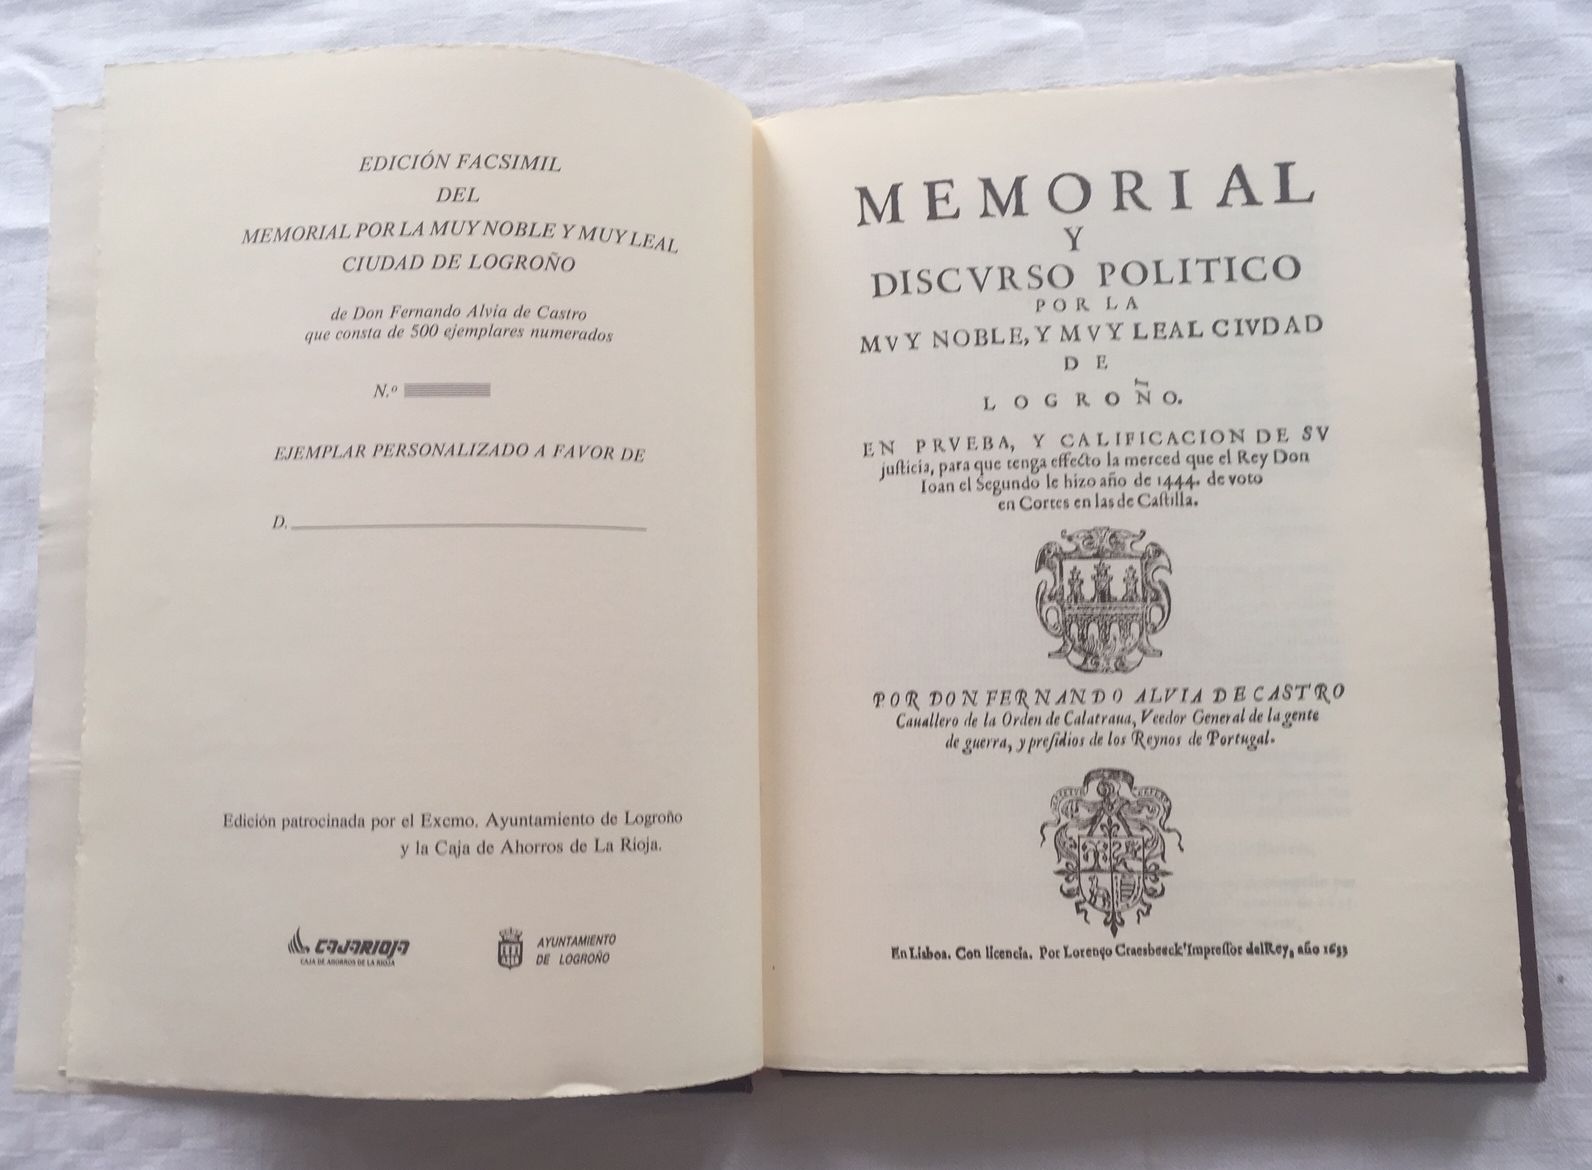 EDICIÓN FACSIMIL
DEL
MEMORIAL POR LA MUY NOBLE Y MUY LEAL
CIUDAD DE LOGROÑO
de Don Fernando Alvia de Castro
que consta de 500 ejemplares numerados
N.º
EJEMPLAR PERSONALIZADO A FAVOR DE
D.
Edición patrocinada por el Excmo. Ayuntamiento de Logroño
y la Caja de Ahorros de La Rioja.
CAJARIOJA
CAJA DE AHORROS DE LA RIOJA
AYUNTAMIENTO
DE LOGROÑO
MEMORIAL
Y
DISCVRSO POLITICO
POR LA
MVY NOBLE, Y MVY LEAL CIVDAD
DE
LOGROÑO.
EN PRVEBA, Y CALIFICACION DE SV
justicia, para que tenga effecto la merced que el Rey Don
Ioan el Segundo le hizo año de 1444. de voto
en Cortes en las de Castilla.
POR DON FERNANDO ALVIA DE CASTRO
Cauallero de la Orden de Calatraua, Veedor General de la gente
de guerra, y presidios de los Reynos de Portugal.
En Lisboa. Con licencia. Por Lorenço Craesbeeck Impressor del Rey, año 1633